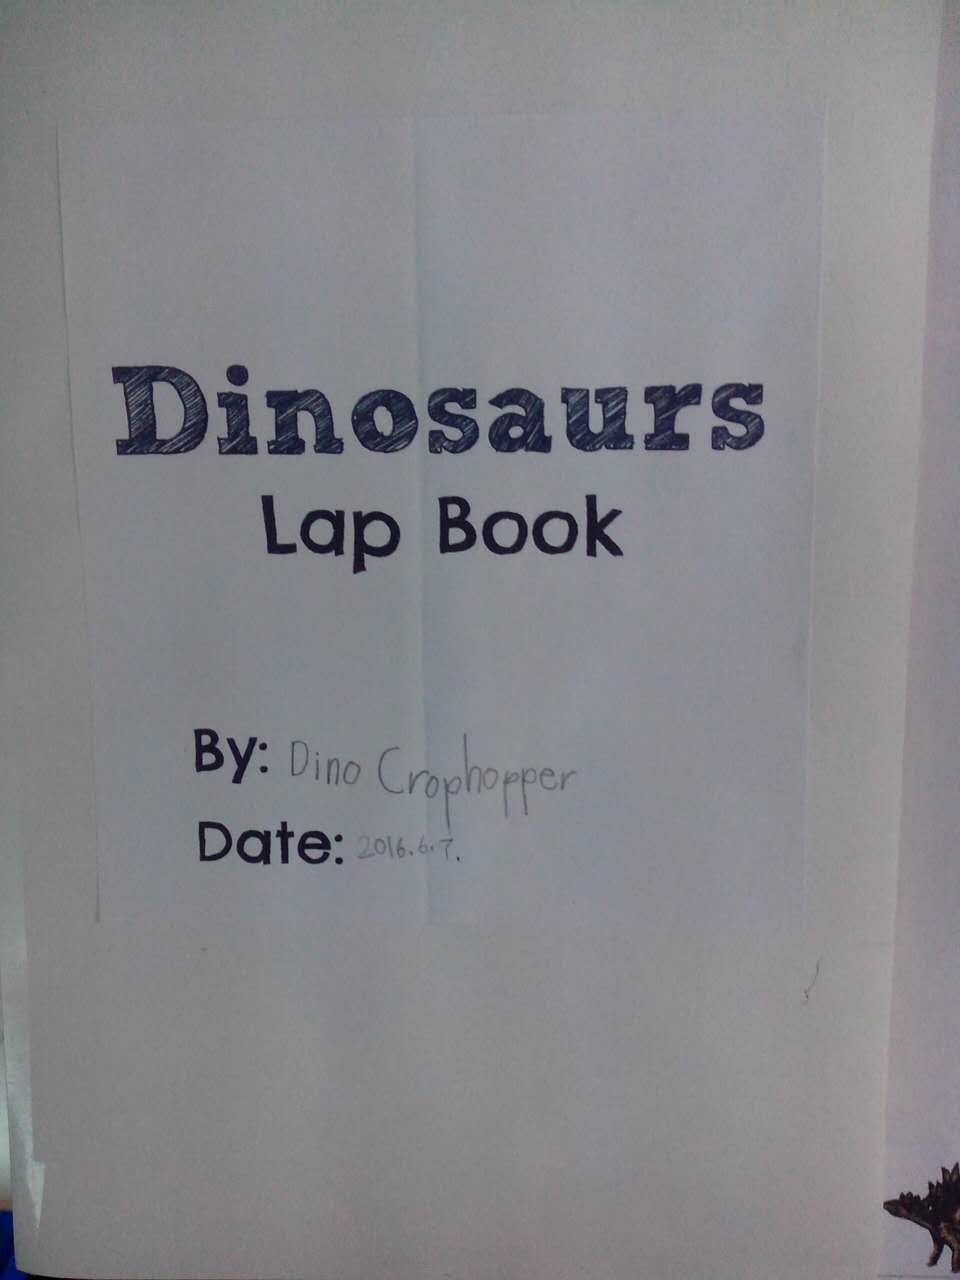 Dinosaurs
Lap Book
By: Dino Crophopper
Date: 2016.6.7.